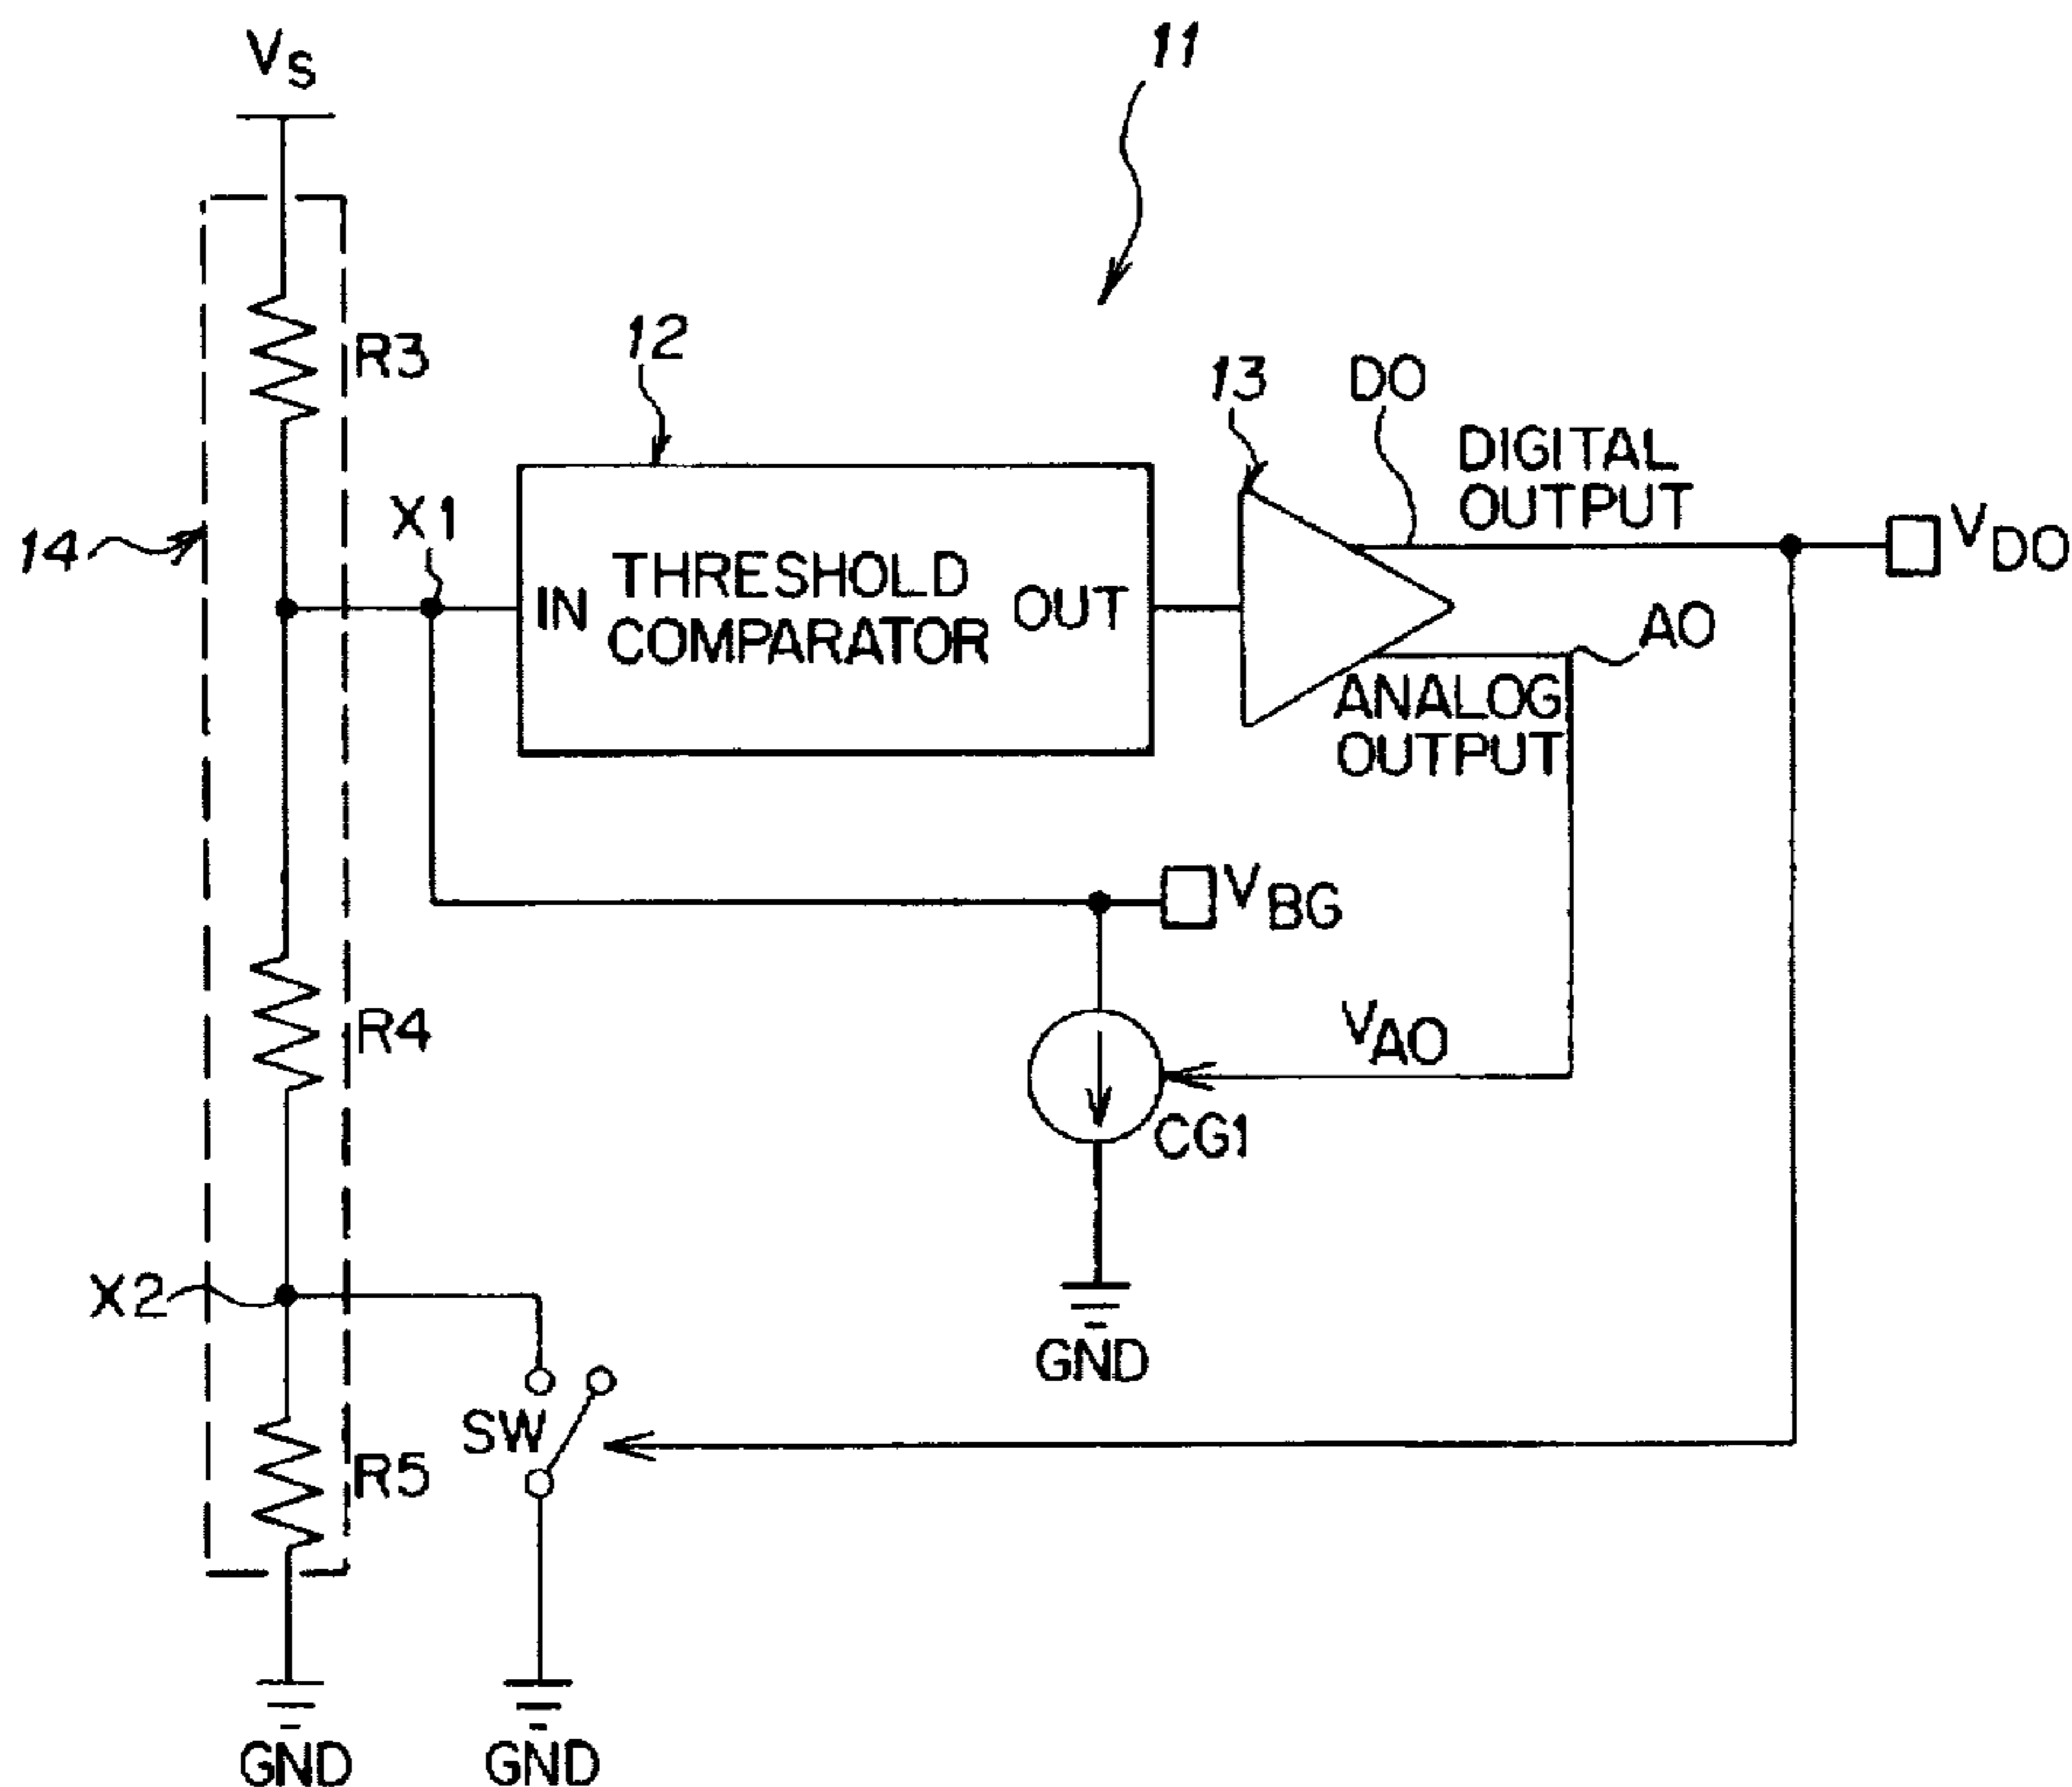 VS
11
R3
12
13
DO
DIGITAL
OUTPUT
VDO
14
X1
IN
THRESHOLD
COMPARATOR
OUT
AO
ANALOG
OUTPUT
VBG
R4
VAO
CG1
X2
GND
SW
R5
GND
GND